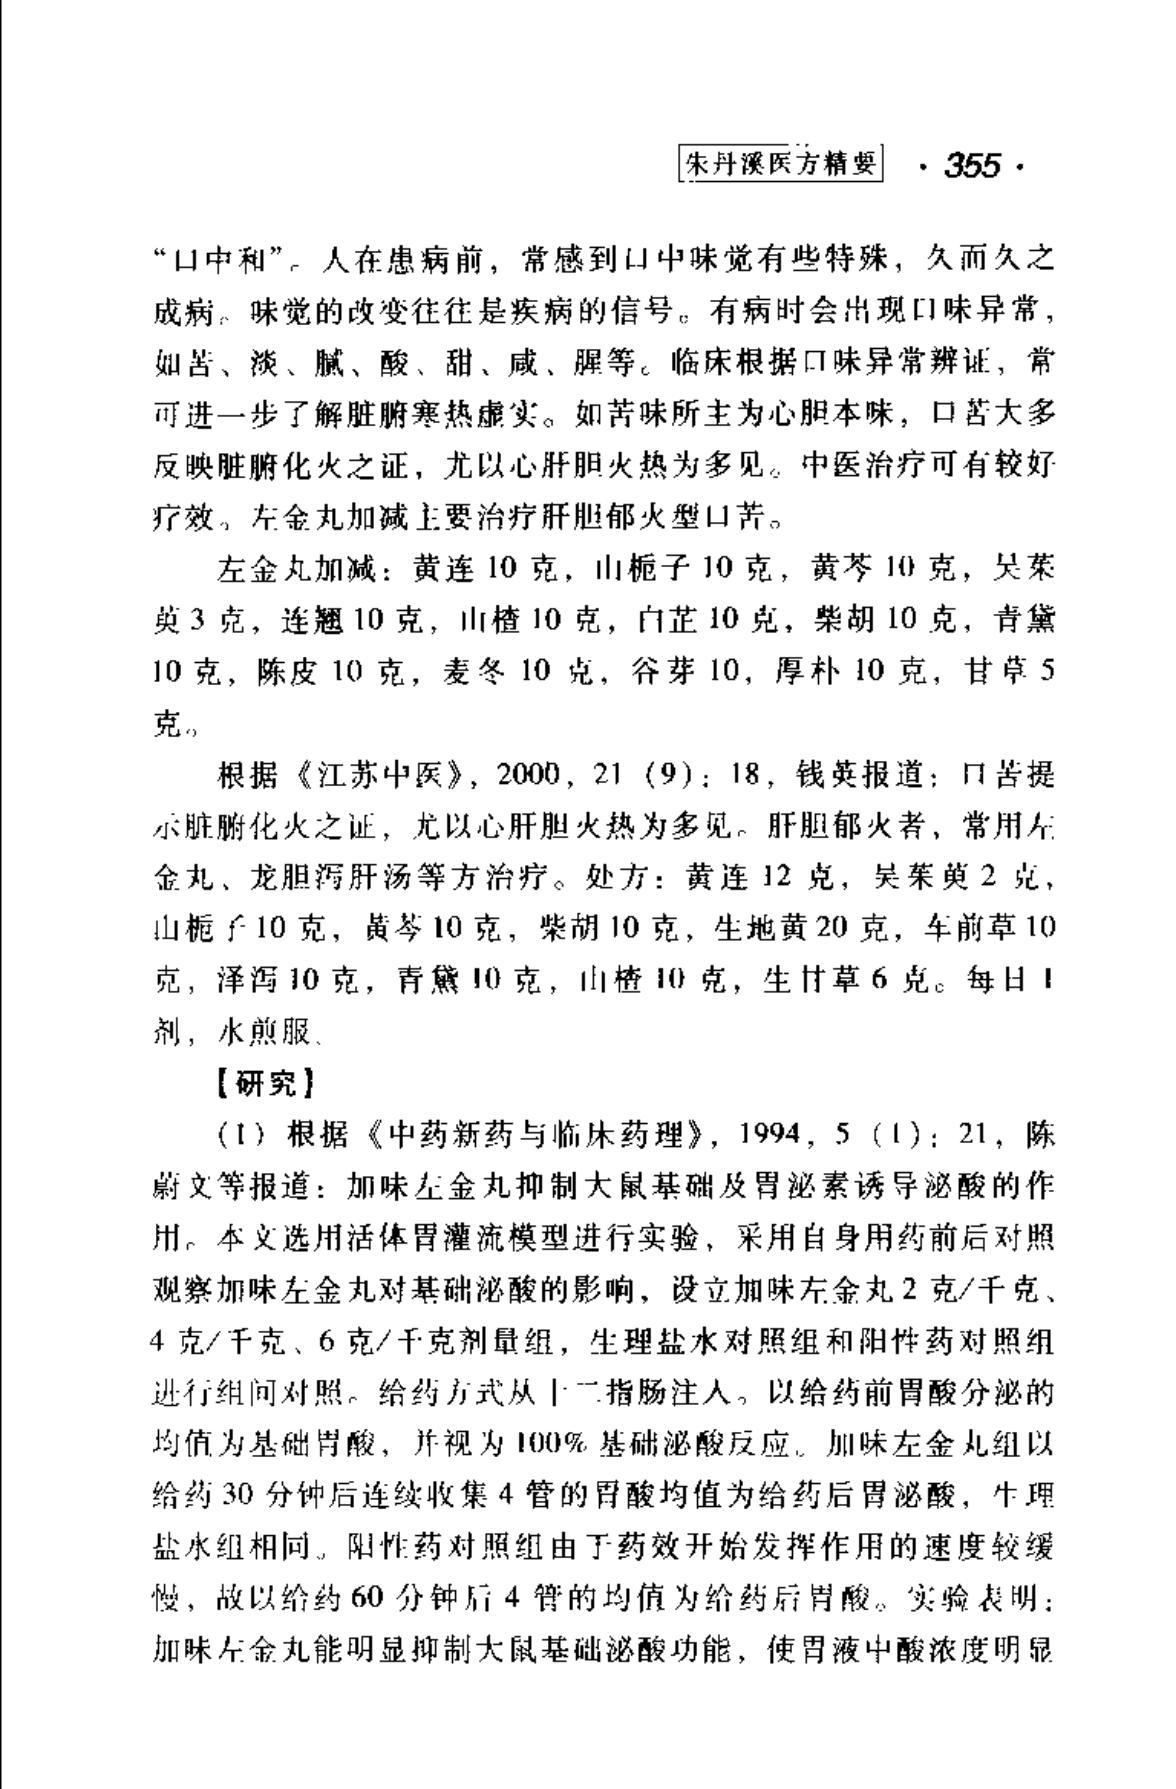 朱丹溪医方精要 · 355 ·
“口中和”。人在患病前，常感到口中味觉有些特殊，久而久之
成病。味觉的改变往往是疾病的信号。有病时会出现口味异常，
如苦、淡、腻、酸、甜、咸、腥等。临床根据口味异常辨证，常
可进一步了解脏腑寒热虚实。如苦味所主为心胆本味，口苦大多
反映脏腑化火之证，尤以心肝胆火热为多见。中医治疗可有较好
疗效。左金丸加减主要治疗肝胆郁火型口苦。
左金丸加减：黄连 10 克，山栀子 10 克，黄芩 10 克，吴茱
萸 3 克，连翘 10 克，山楂 10 克，白芷 10 克，柴胡 10 克，青黛
10 克，陈皮 10 克，麦冬 10 克，谷芽 10，厚朴 10 克，甘草 5
克。
根据《江苏中医》，2000，21（9）：18，钱英报道：口苦提
示脏腑化火之证，尤以心肝胆火热为多见。肝胆郁火者，常用左
金丸、龙胆泻肝汤等方治疗。处方：黄连 12 克，吴茱萸 2 克，
山栀子 10 克，黄芩 10 克，柴胡 10 克，生地黄 20 克，车前草 10
克，泽泻 10 克，青黛 10 克，山楂 10 克，生甘草 6 克。每日 1
剂，水煎服。
【研究】
（1）根据《中药新药与临床药理》，1994，5（1）：21，陈
蔚文等报道：加味左金丸抑制大鼠基础及胃泌素诱导泌酸的作
用。本文选用活体胃灌流模型进行实验，采用自身用药前后对照
观察加味左金丸对基础泌酸的影响，设立加味左金丸 2 克/千克、
4 克/千克、6 克/千克剂量组，生理盐水对照组和阳性药对照组
进行组间对照。给药方式从十二指肠注人。以给药前胃酸分泌的
均值为基础胃酸，并视为 100% 基础泌酸反应。加味左金丸组以
给药 30 分钟后连续收集 4 管的胃酸均值为给药后胃泌酸，生理
盐水组相同。阳性药对照组由于药效开始发挥作用的速度较缓
慢，故以给药 60 分钟后 4 管的均值为给药后胃酸。实验表明：
加味左金丸能明显抑制大鼠基础泌酸功能，使胃液中酸浓度明显